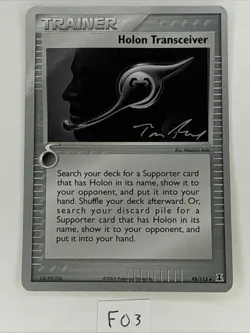 TRAINER
Holon Transceiver
Search your deck for a Supporter card
that has Holon in its name, show it to
your opponent, and put it into your
hand. Shuffle your deck afterward. Or,
search your discard pile for a
Supporter card that has Holon in its
name, show it to your opponent, and
put it into your hand.
98/113
F03